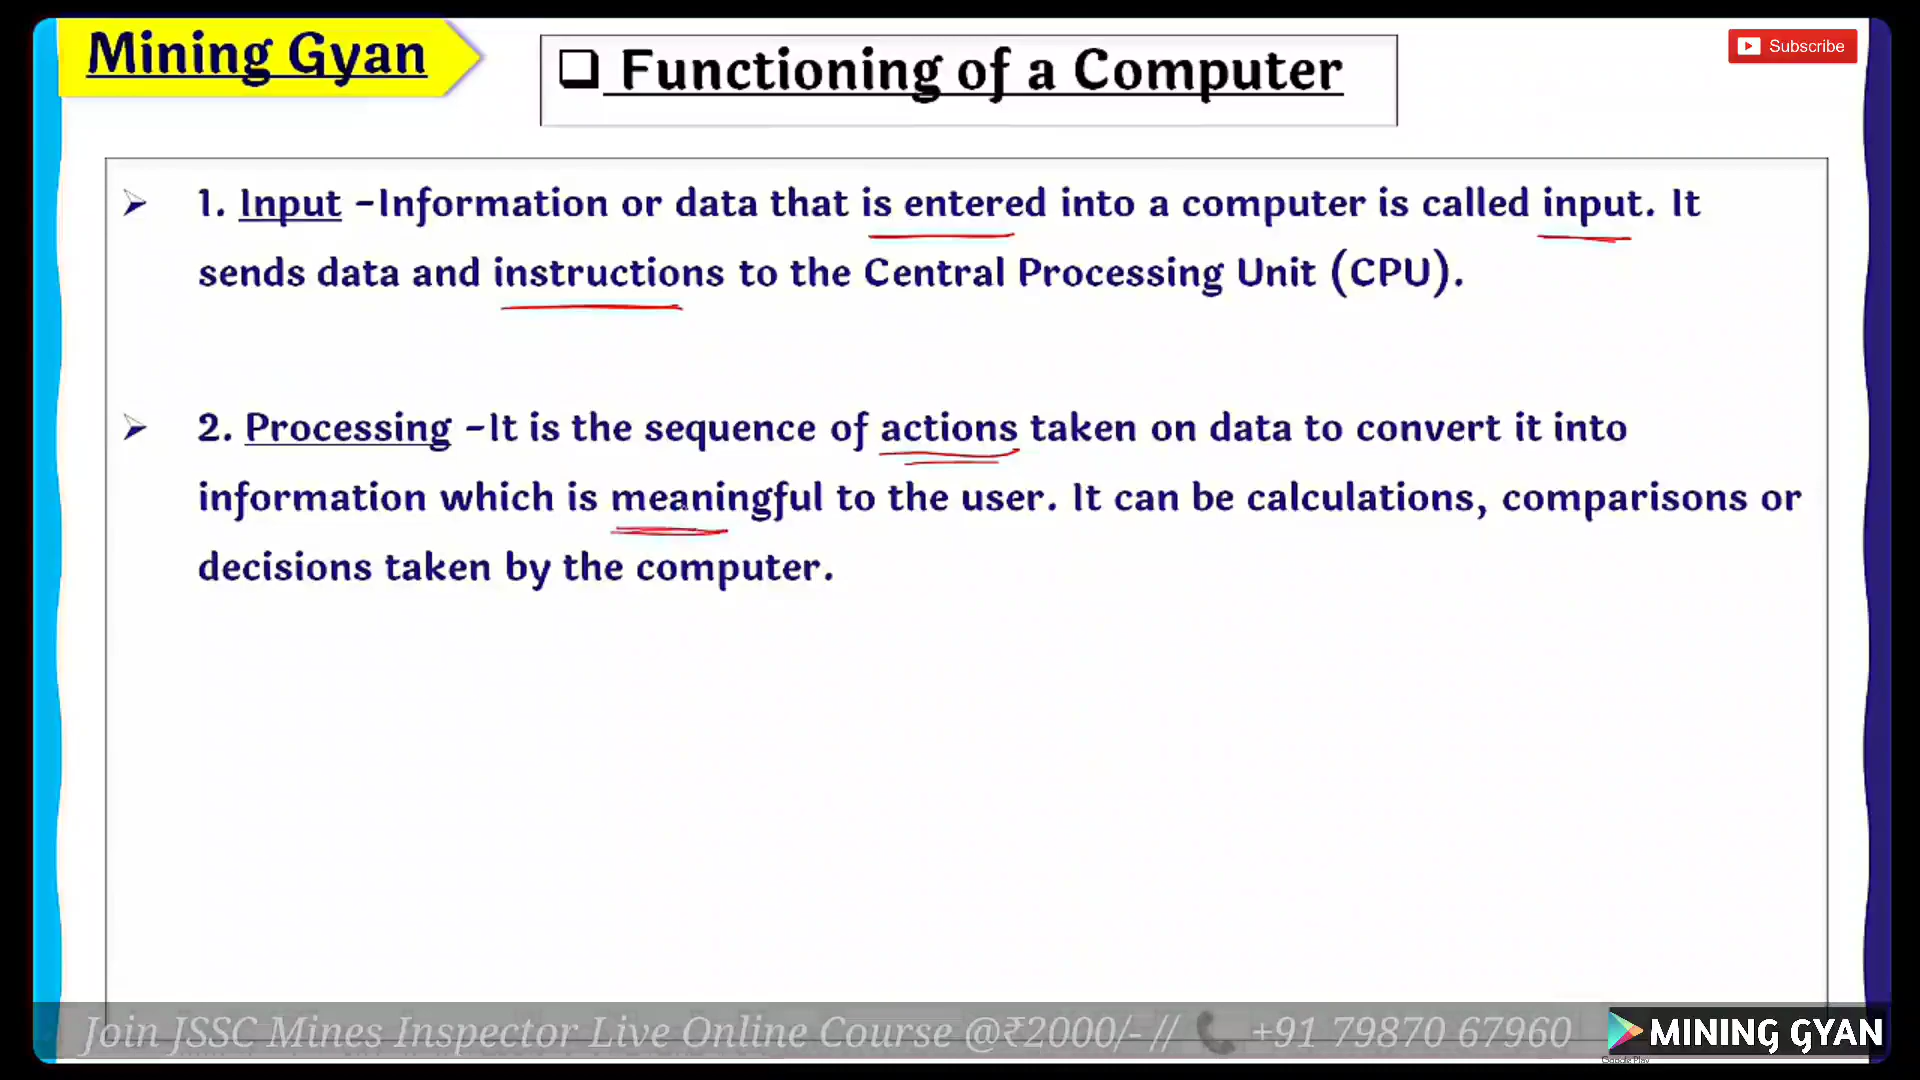 Mining Gyan
Functioning of a Computer
Subscribe
1. Input –Information or data that is entered into a computer is called input. It
sends data and instructions to the Central Processing Unit (CPU).
2. Processing –It is the sequence of actions taken on data to convert it into
information which is meaningful to the user. It can be calculations, comparisons or
decisions taken by the computer.
Join JSSC Mines Inspector Live Online Course @₹2000/- // 📞 +91 79870 67960
MINING GYAN
Google Play